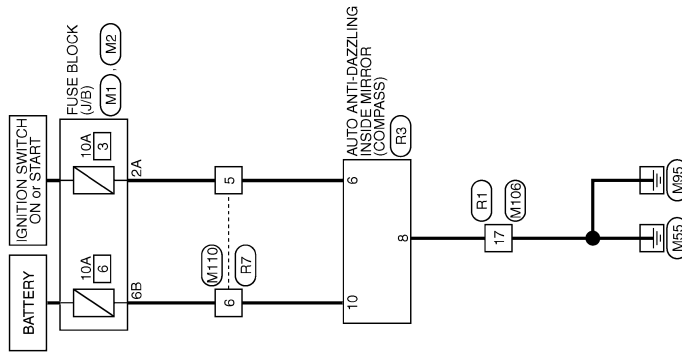 IGNITION SWITCH
ON or START
BATTERY
FUSE BLOCK
(J/B)
M1 , M2
10A
3
10A
6
2A
6B
5
6
M110
R7
AUTO ANTI-DAZZLING
INSIDE MIRROR
(COMPASS)
R3
6
10
8
17
R1
M106
M95
M55